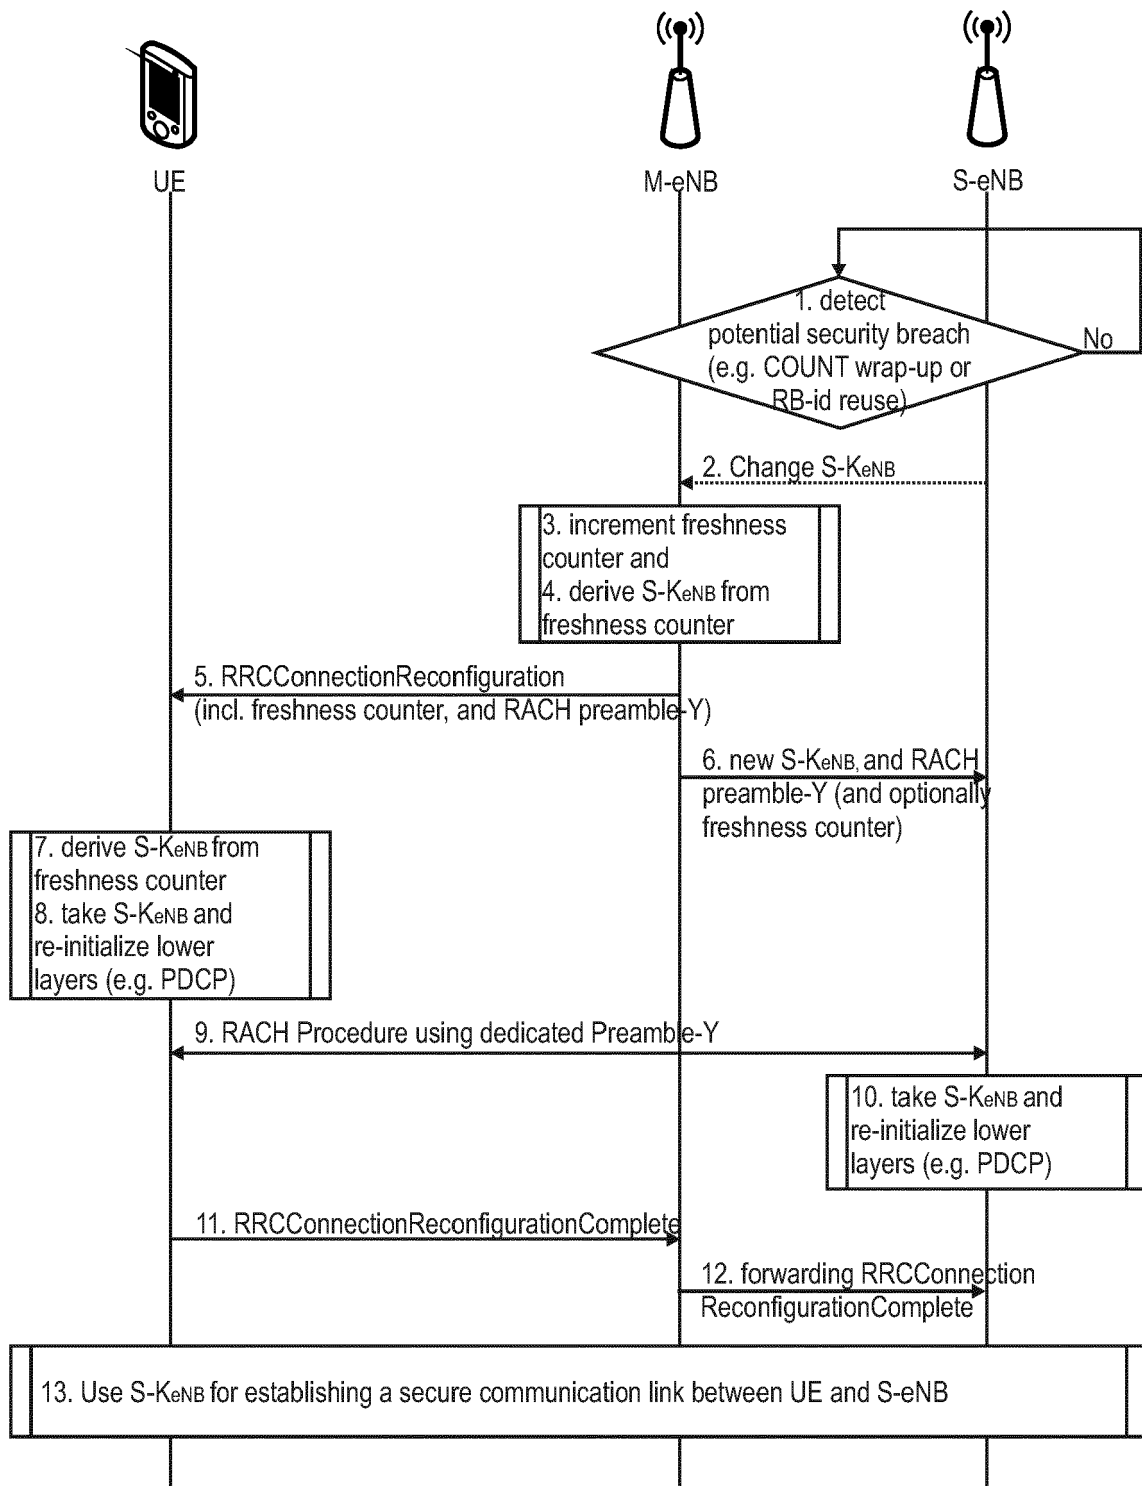 UE
M-eNB
S-eNB
1. detect
potential security breach
(e.g. COUNT wrap-up or
RB-id reuse)
No
2. Change S-KeNB
3. increment freshness
counter and
4. derive S-KeNB from
freshness counter
5. RRCConnectionReconfiguration
(incl. freshness counter, and RACH preamble-Y)
6. new S-KeNB, and RACH
preamble-Y (and optionally
freshness counter)
7. derive S-KeNB from
freshness counter
8. take S-KeNB and
re-initialize lower
layers (e.g. PDCP)
9. RACH Procedure using dedicated Preamble-Y
10. take S-KeNB and
re-initialize lower
layers (e.g. PDCP)
11. RRCConnectionReconfigurationComplete
12. forwarding RRCConnection
ReconfigurationComplete
13. Use S-KeNB for establishing a secure communication link between UE and S-eNB